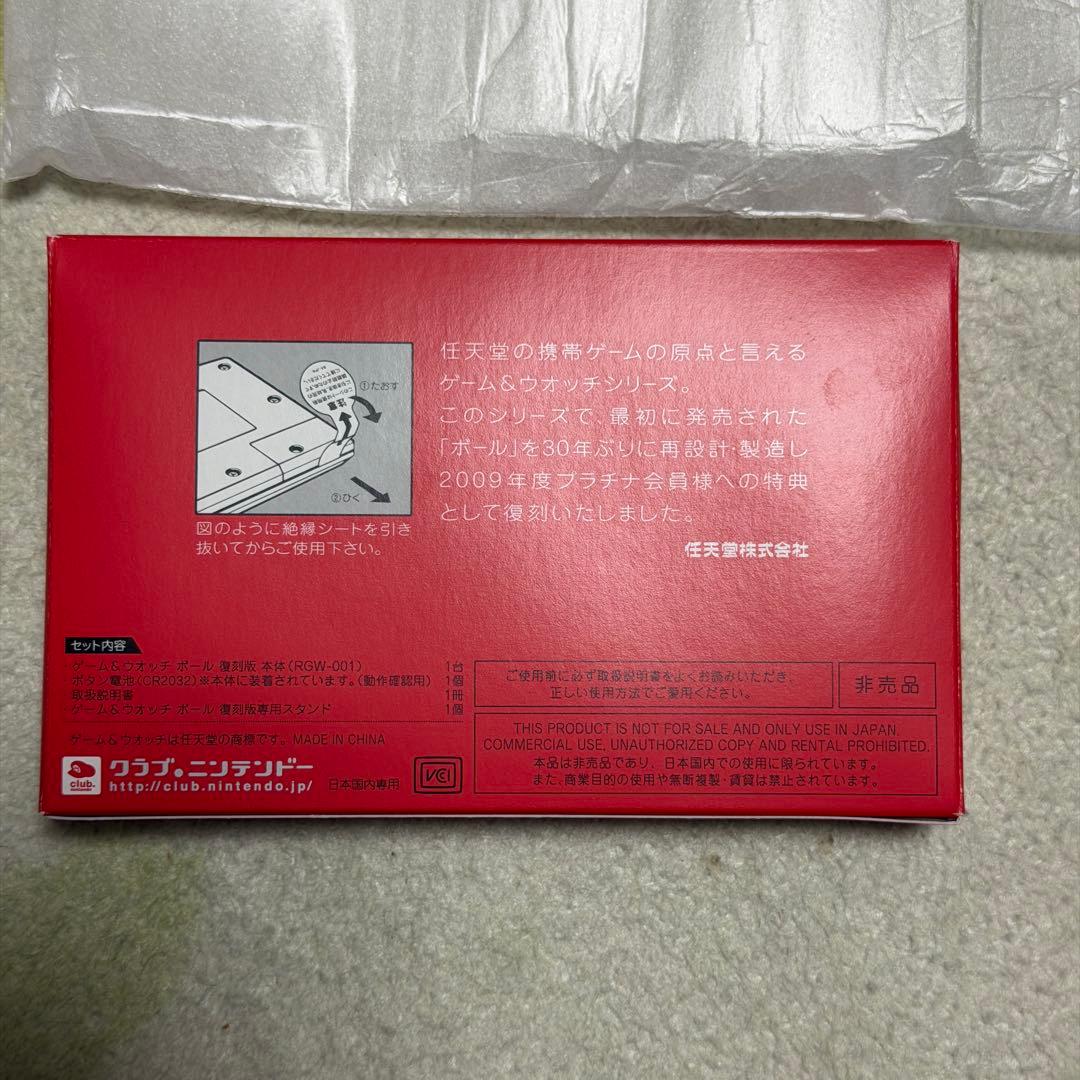 任天堂の携帯ゲームの原点と言える
ゲーム&ウオッチシリーズ。
このシリーズで、最初に発売された
「ボール」を30年ぶりに再設計・製造し
2009年度プラチナ会員様への特典
として復刻いたしました。
任天堂株式会社
注意
①たおす
②ひく
図のように絶縁シートを引き
抜いてからご使用下さい。
セット内容
・ゲーム&ウオッチ ボール 復刻版 本体(RGW-001) 1台
・ボタン電池(CR2032)※本体に装着されています。(動作確認用) 1個
・取扱説明書 1冊
・ゲーム&ウオッチ ボール 復刻版専用スタンド 1個
ゲーム&ウオッチは任天堂の商標です。 MADE IN CHINA
club.
nintendo
クラブ。ニンテンドー
http://club.nintendo.jp/
日本国内専用
VCI
ご使用前に必ず取扱説明書をよくお読みいただき、
正しい使用方法でご愛用ください。
非売品
THIS PRODUCT IS NOT FOR SALE AND ONLY USE IN JAPAN.
COMMERCIAL USE, UNAUTHORIZED COPY AND RENTAL PROHIBITED.
本品は非売品であり、日本国内での使用に限られています。
また、商業目的の使用や無断複製・賃貸は禁止されています。